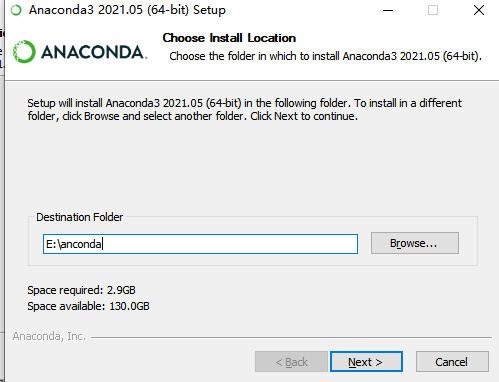 Anaconda3 2021.05 (64-bit) Setup
ANACONDA.
Choose Install Location
Choose the folder in which to install Anaconda3 2021.05 (64-bit).
Setup will install Anaconda3 2021.05 (64-bit) in the following folder. To install in a different
folder, click Browse and select another folder. Click Next to continue.
Destination Folder
E:\anconda
Browse...
Space required: 2.9GB
Space available: 130.0GB
Anaconda, Inc.
< Back
Next >
Cancel